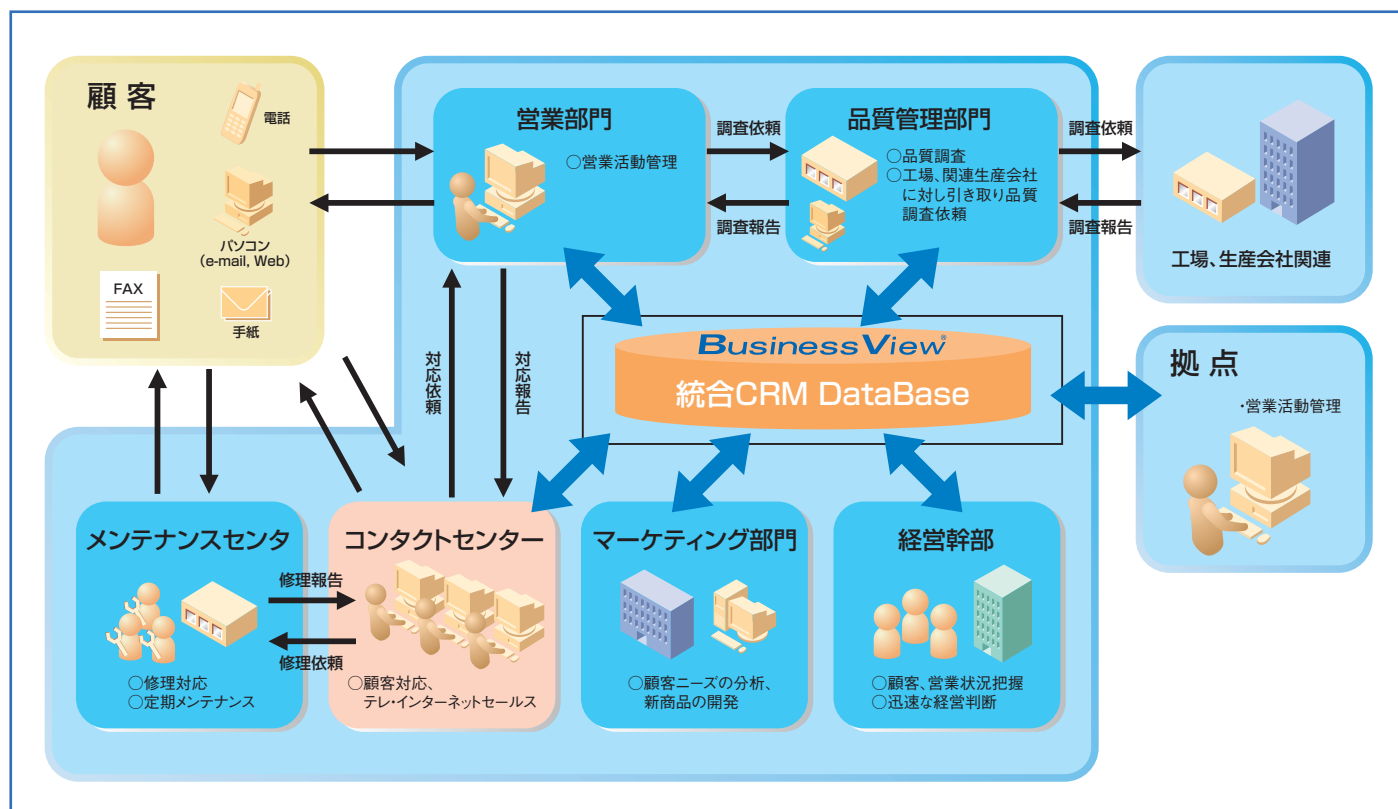 顧 客
電話
パソコン
（e-mail, Web）
FAX
手紙
営業部門
○営業活動管理
調査依頼
調査報告
品質管理部門
○品質調査
○工場、関連生産会社
に対し引き取り品質
調査依頼
調査依頼
調査報告
工場、生産会社関連
対応依頼
対応報告
BusinessView®
統合CRM DataBase
拠 点
・営業活動管理
メンテナンスセンタ
○修理対応
○定期メンテナンス
修理報告
修理依頼
コンタクトセンター
○顧客対応、
テレ・インターネットセールス
マーケティング部門
○顧客ニーズの分析、
新商品の開発
経営幹部
○顧客、営業状況把握
○迅速な経営判断